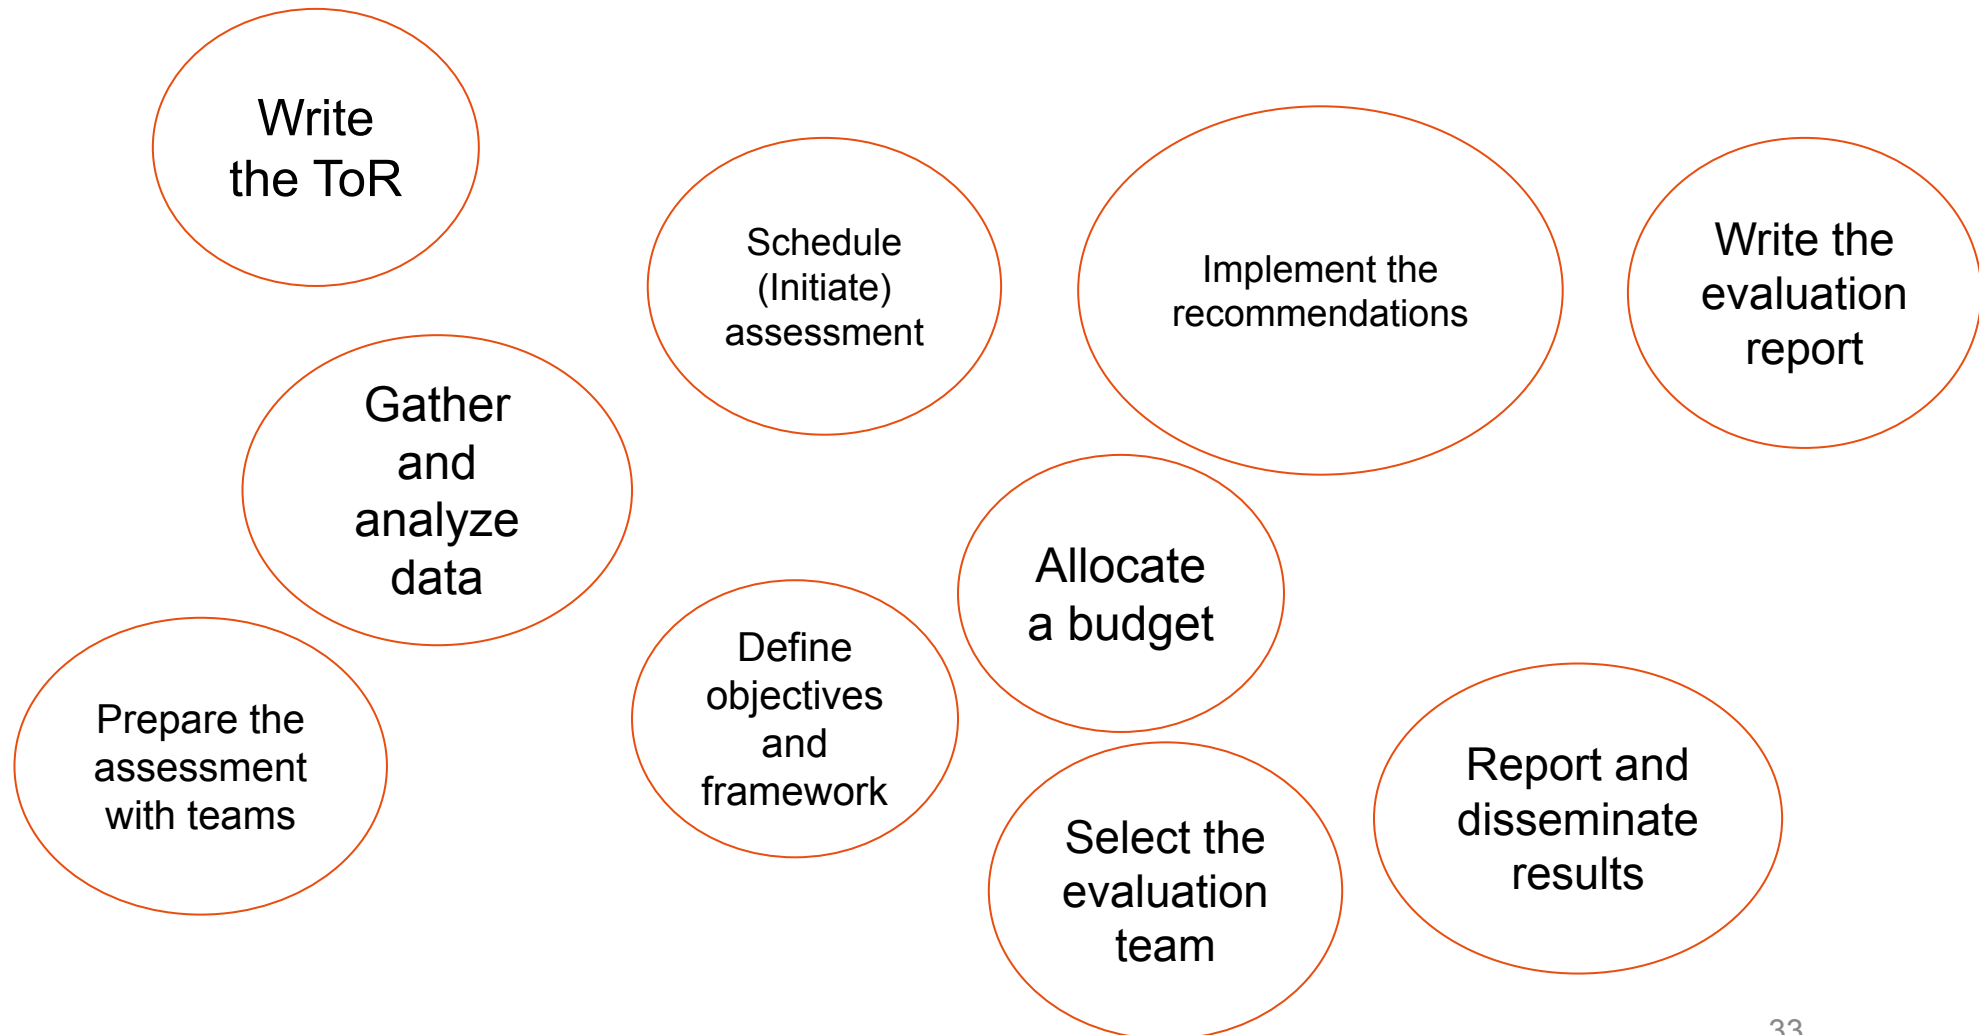 Write
the ToR
Schedule
(Initiate)
assessment
Implement the
recommendations
Write the
evaluation
report
Gather
and
analyze
data
Allocate
a budget
Define
objectives
and
framework
Prepare the
assessment
with teams
Report and
disseminate
results
Select the
evaluation
team
33